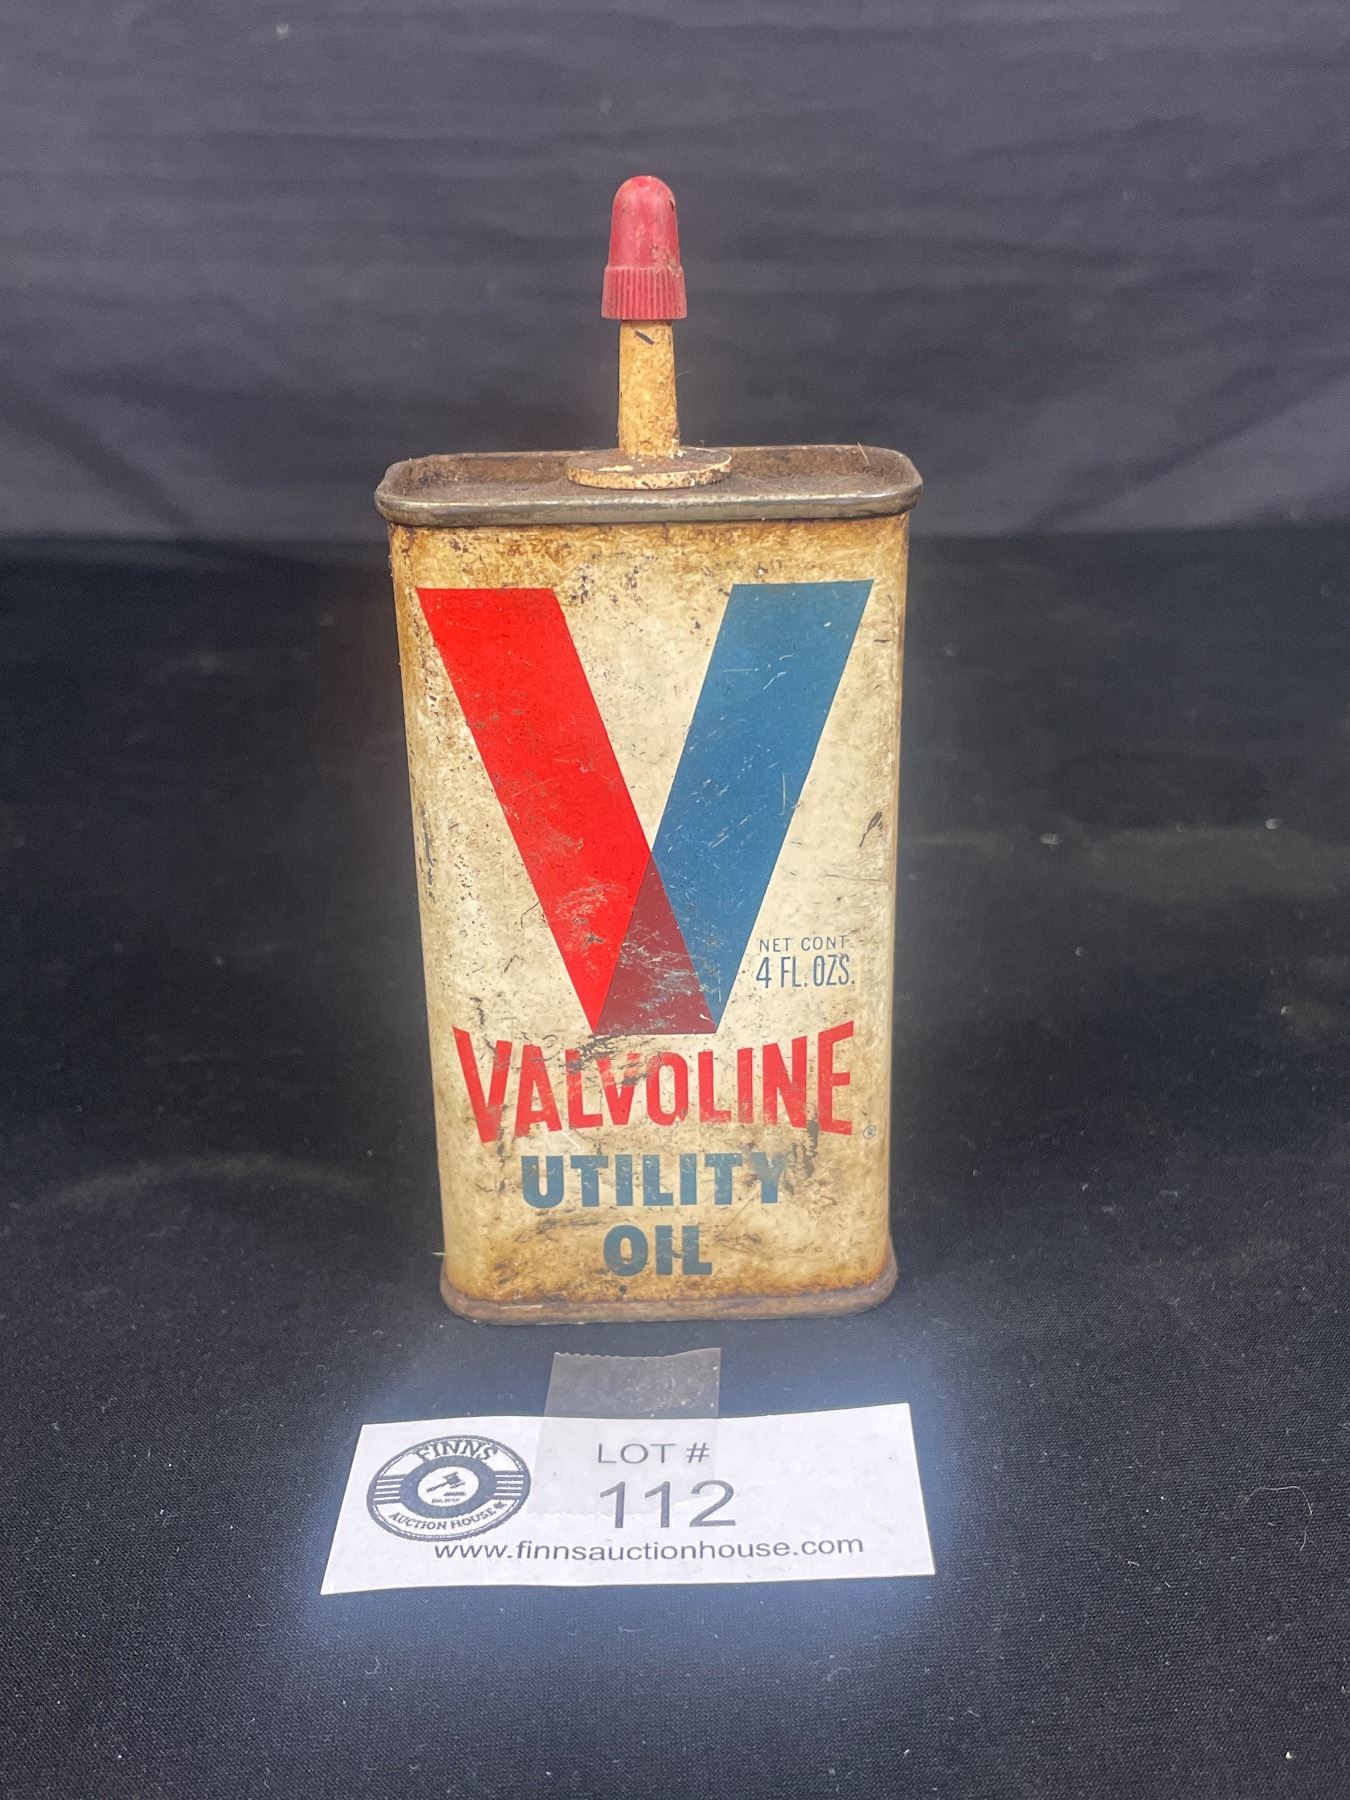 NET CONT.
4 FL. OZS.
VALVOLINE ®
UTILITY
OIL
FINNS
AUCTION HOUSE
LOT #
112
www.finnsauctionhouse.com